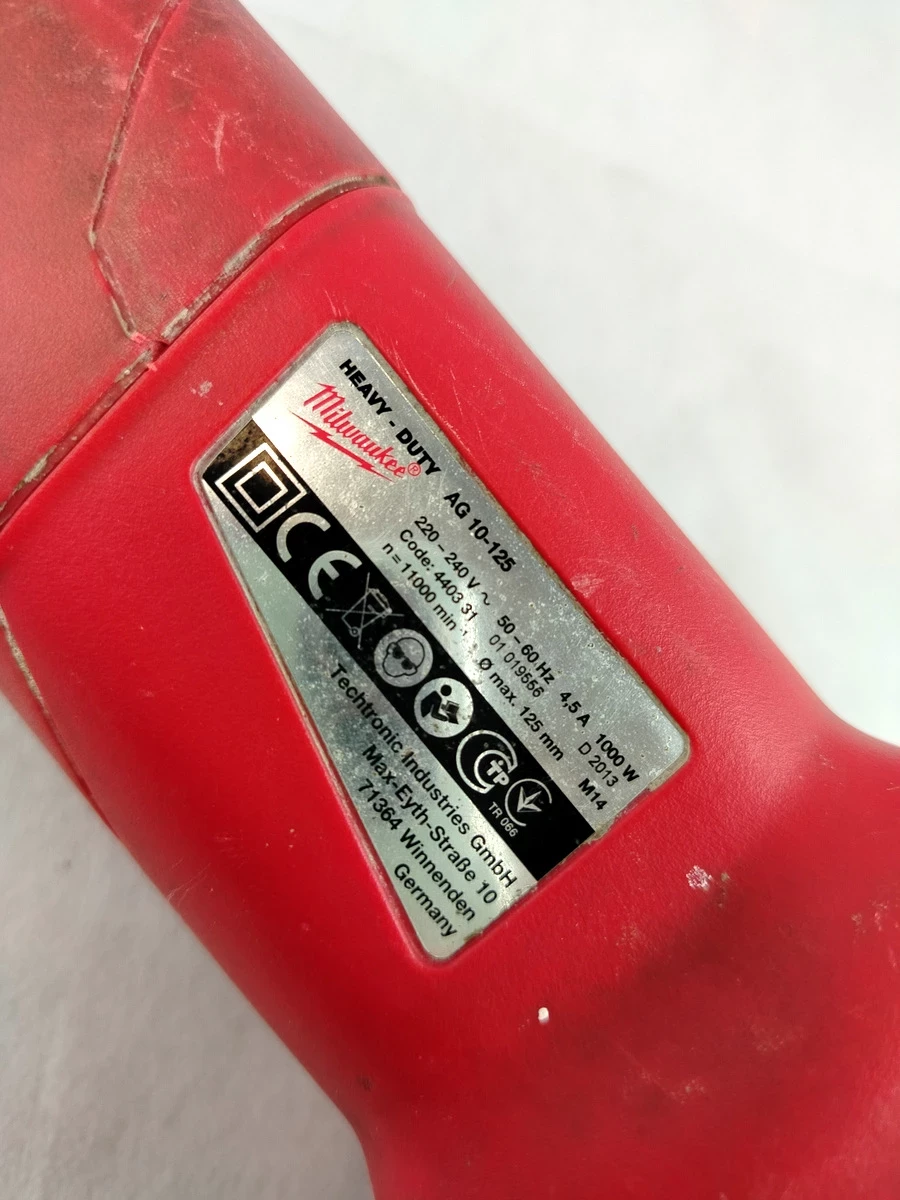 HEAVY - DUTY
Milwaukee®
AG 10-125
220 – 240 V ~ 50 – 60 Hz 4,5 A 1000 W
Code: 4403 31 01 019556 D 2013
n = 11000 min⁻¹ Ø max. 125 mm M14
CE
TR 066
Techtronic Industries GmbH
Max-Eyth-Straße 10
71364 Winnenden
Germany